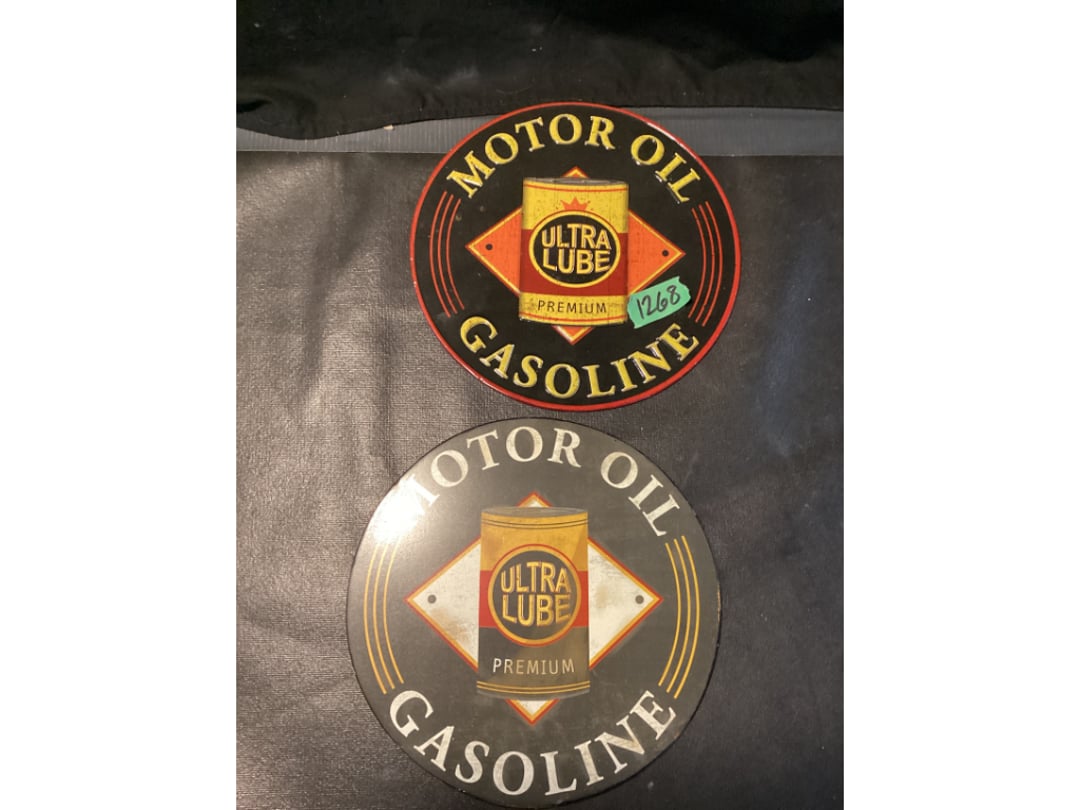 MOTOR OIL
ULTRA
LUBE
PREMIUM
1268
GASOLINE
MOTOR OIL
ULTRA
LUBE
PREMIUM
GASOLINE